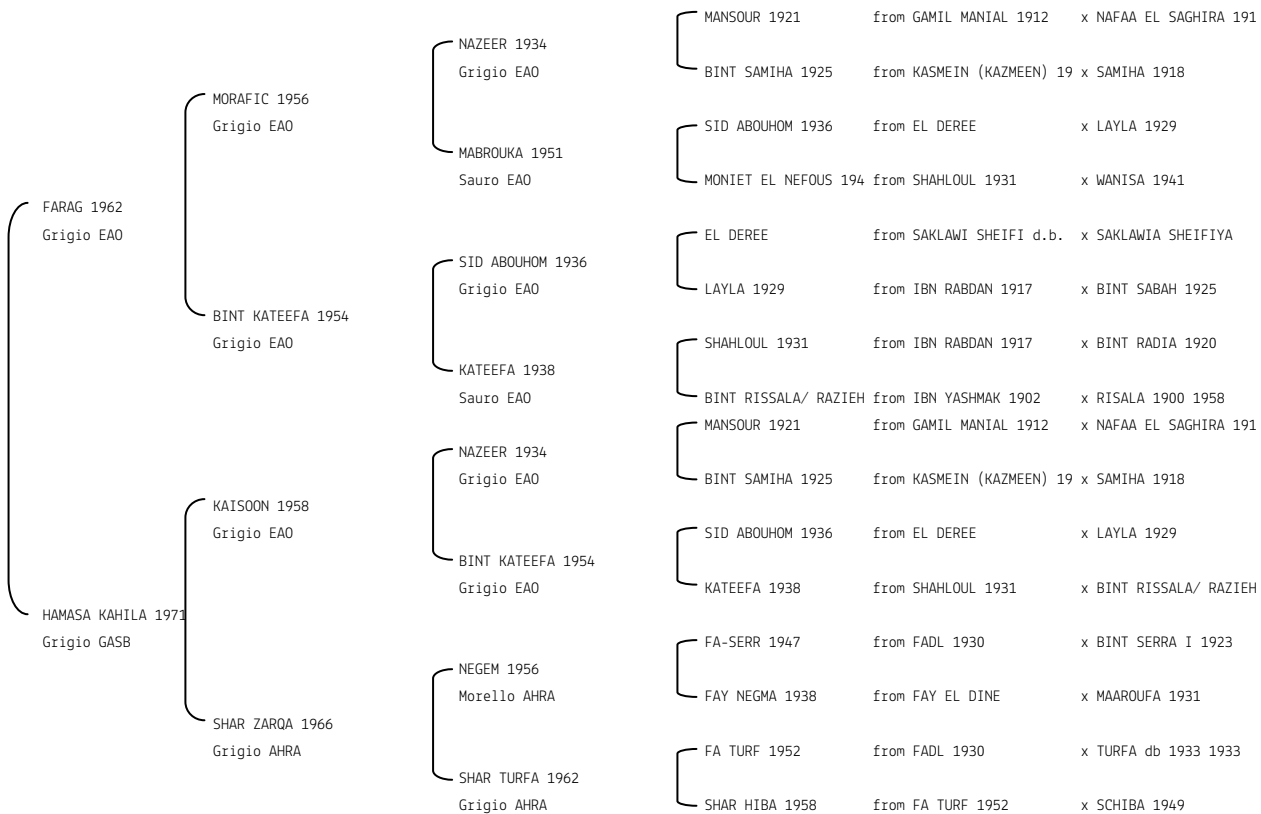 MANSOUR 1921 from GAMIL MANIAL 1912 x NAFAA EL SAGHIRA 191
NAZEER 1934
Grigio EAO
BINT SAMIHA 1925 from KASMEIN (KAZMEEN) 19 x SAMIHA 1918
MORAFIC 1956
Grigio EAO
SID ABOUHOM 1936 from EL DEREE x LAYLA 1929
MABROUKA 1951
Sauro EAO
MONIET EL NEFOUS 194 from SHAHLOUL 1931 x WANISA 1941
FARAG 1962
Grigio EAO
EL DEREE from SAKLAWI SHEIFI d.b. x SAKLAWIA SHEIFIYA
SID ABOUHOM 1936
Grigio EAO
LAYLA 1929 from IBN RABDAN 1917 x BINT SABAH 1925
BINT KATEEFA 1954
Grigio EAO
SHAHLOUL 1931 from IBN RABDAN 1917 x BINT RADIA 1920
KATEEFA 1938
Sauro EAO
BINT RISSALA/ RAZIEH from IBN YASHMAK 1902 x RISALA 1900 1958
MANSOUR 1921 from GAMIL MANIAL 1912 x NAFAA EL SAGHIRA 191
NAZEER 1934
Grigio EAO
BINT SAMIHA 1925 from KASMEIN (KAZMEEN) 19 x SAMIHA 1918
KAISOON 1958
Grigio EAO
SID ABOUHOM 1936 from EL DEREE x LAYLA 1929
BINT KATEEFA 1954
Grigio EAO
KATEEFA 1938 from SHAHLOUL 1931 x BINT RISSALA/ RAZIEH
HAMASA KAHILA 1971
Grigio GASB
FA-SERR 1947 from FADL 1930 x BINT SERRA I 1923
NEGEM 1956
Morello AHRA
FAY NEGMA 1938 from FAY EL DINE x MAAROUFA 1931
SHAR ZARQA 1966
Grigio AHRA
FA TURF 1952 from FADL 1930 x TURFA db 1933 1933
SHAR TURFA 1962
Grigio AHRA
SHAR HIBA 1958 from FA TURF 1952 x SCHIBA 1949